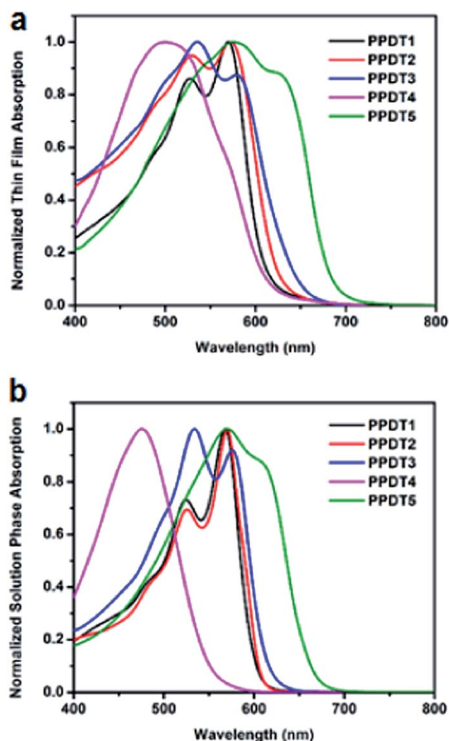 a
Normalized Thin Film Absorption
1.0
0.8
0.6
0.4
0.2
0.0
PPDT1
PPDT2
PPDT3
PPDT4
PPDT5
400 500 600 700 800
Wavelength (nm)
b
Normalized Solution Phase Absorption
1.0
0.8
0.6
0.4
0.2
0.0
PPDT1
PPDT2
PPDT3
PPDT4
PPDT5
400 500 600 700 800
Wavelength (nm)